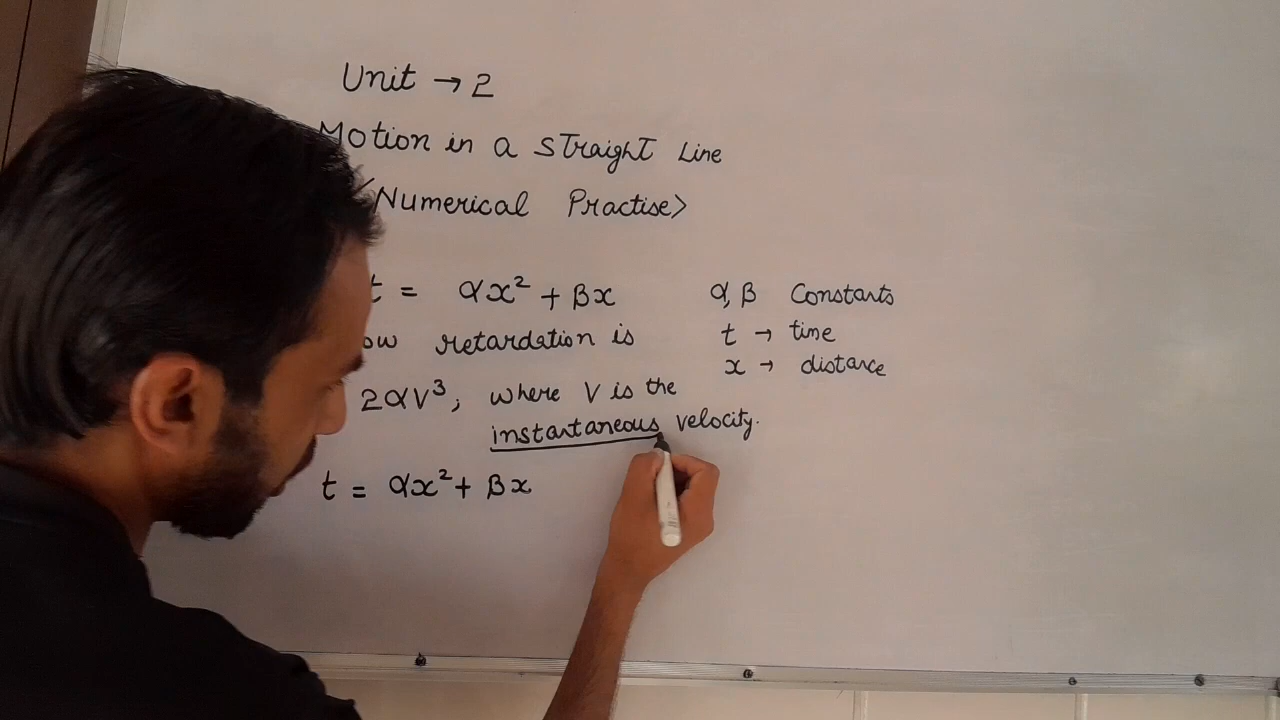 Unit → 2
Motion in a Straight Line
<Numerical Practise>
t = αx² + βx
α, β Constants
t → time
x → distance
retardation is
2αV³, where V is the
instantaneous velocity.
t = αx² + βx